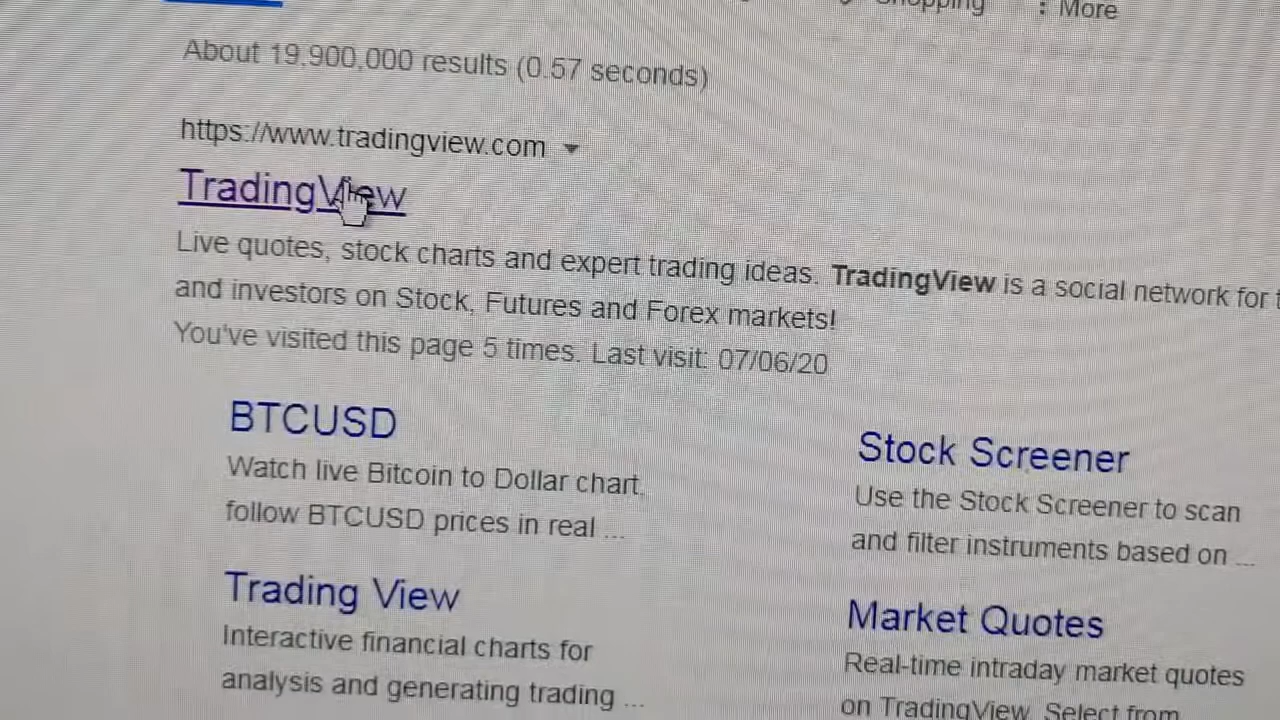 Shopping
: More
About 19,900,000 results (0.57 seconds)
https://www.tradingview.com
TradingView
Live quotes, stock charts and expert trading ideas. TradingView is a social network for
and investors on Stock, Futures and Forex markets!
You've visited this page 5 times. Last visit: 07/06/20
BTCUSD
Watch live Bitcoin to Dollar chart,
follow BTCUSD prices in real ...
Stock Screener
Use the Stock Screener to scan
and filter instruments based on ...
Trading View
Interactive financial charts for
analysis and generating trading ...
Market Quotes
Real-time intraday market quotes
on TradingView. Select from